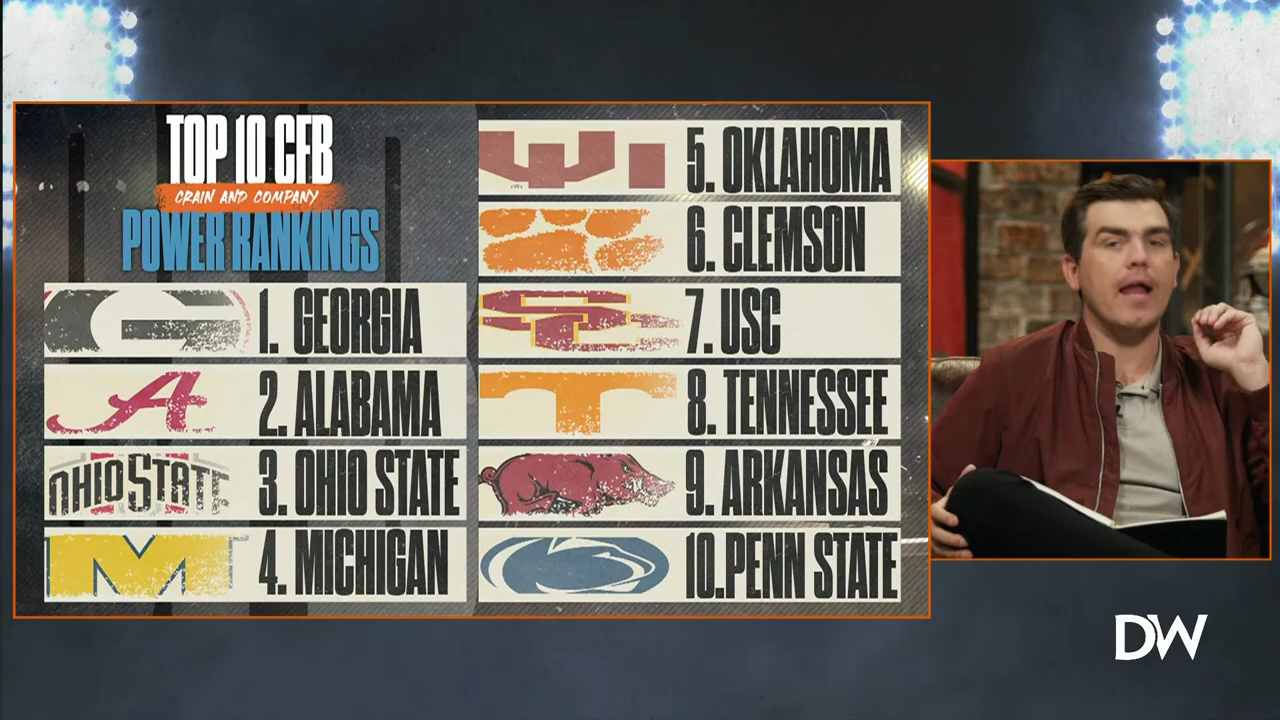 TOP 10 CFB
CRAIN AND COMPANY
POWER RANKINGS
1. GEORGIA
2. ALABAMA
OHIO STATE
3. OHIO STATE
4. MICHIGAN
5. OKLAHOMA
6. CLEMSON
7. USC
8. TENNESSEE
9. ARKANSAS
10.PENN STATE
DW